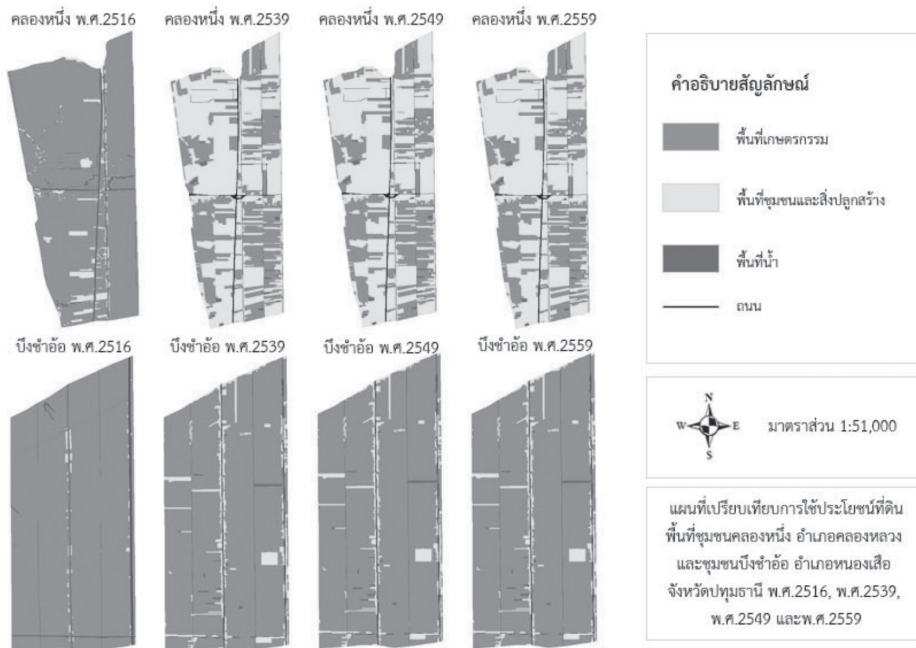 คลองหนึ่ง พ.ศ.2516 คลองหนึ่ง พ.ศ.2539 คลองหนึ่ง พ.ศ.2549 คลองหนึ่ง พ.ศ.2559
บึงชำอ้อ พ.ศ.2516 บึงชำอ้อ พ.ศ.2539 บึงชำอ้อ พ.ศ.2549 บึงชำอ้อ พ.ศ.2559
คำอธิบายสัญลักษณ์
พื้นที่เกษตรกรรม
พื้นที่ชุมชนและสิ่งปลูกสร้าง
พื้นที่น้ำ
ถนน
N
W E
S
มาตราส่วน 1:51,000
แผนที่เปรียบเทียบการใช้ประโยชน์ที่ดิน
พื้นที่ชุมชนคลองหนึ่ง อำเภอคลองหลวง
และชุมชนบึงชำอ้อ อำเภอหนองเสือ
จังหวัดปทุมธานี พ.ศ.2516, พ.ศ.2539,
พ.ศ.2549 และพ.ศ.2559